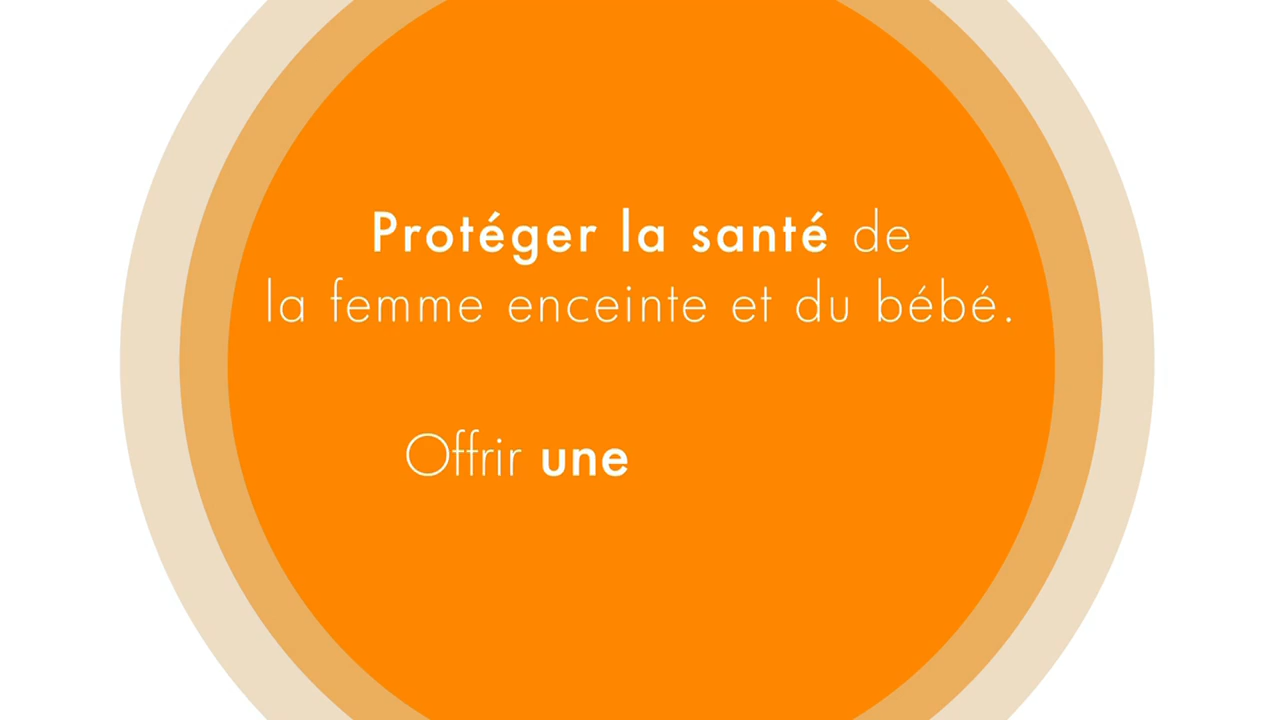 Protéger la santé de
la femme enceinte et du bébé.
Offrir une